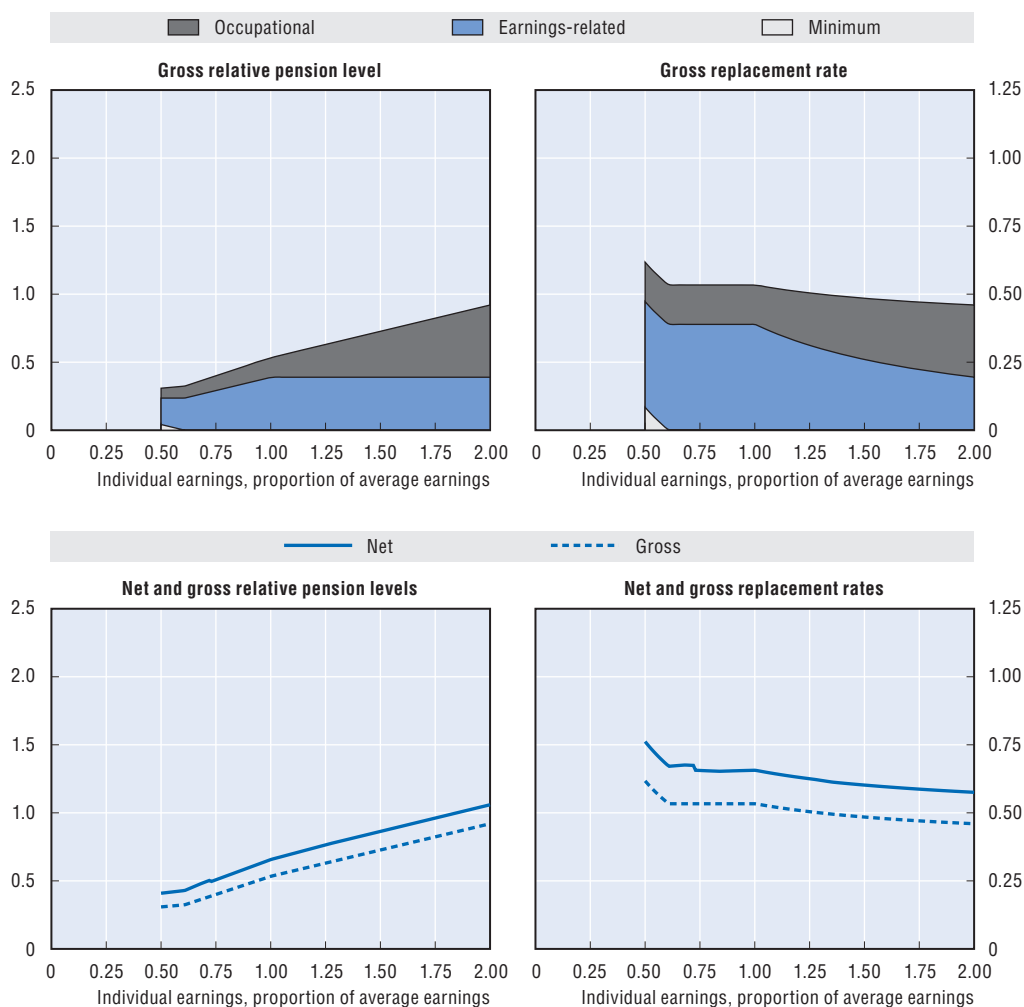 Occupational Earnings-related Minimum
Gross relative pension level Gross replacement rate
2.5 1.25
2.0 1.00
1.5 0.75
1.0 0.50
0.5 0.25
0 0
0 0.25 0.50 0.75 1.00 1.25 1.50 1.75 2.00 0 0.25 0.50 0.75 1.00 1.25 1.50 1.75 2.00
Individual earnings, proportion of average earnings Individual earnings, proportion of average earnings
Net Gross
Net and gross relative pension levels Net and gross replacement rates
2.5 1.25
2.0 1.00
1.5 0.75
1.0 0.50
0.5 0.25
0 0
0 0.25 0.50 0.75 1.00 1.25 1.50 1.75 2.00 0 0.25 0.50 0.75 1.00 1.25 1.50 1.75 2.00
Individual earnings, proportion of average earnings Individual earnings, proportion of average earnings